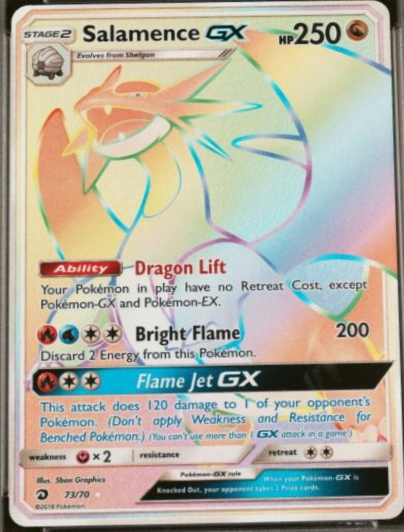 STAGE 2 Salamence GX HP250
Evolves from Shelgon
Ability Dragon Lift
Your Pokémon in play have no Retreat Cost, except
Pokémon-GX and Pokémon-EX.
Bright Flame 200
Discard 2 Energy from this Pokémon.
Flame Jet GX
This attack does 120 damage to 1 of your opponent's
Pokémon. (Don't apply Weakness and Resistance for
Benched Pokémon.) (You can't use more than 1 GX attack in a game.)
weakness ×2 resistance retreat
Pokémon-GX rule
Illus. 5ban Graphics
When your Pokémon-GX is
Knocked Out, your opponent takes 2 Prize cards.
73/70
©2018 Pokémon